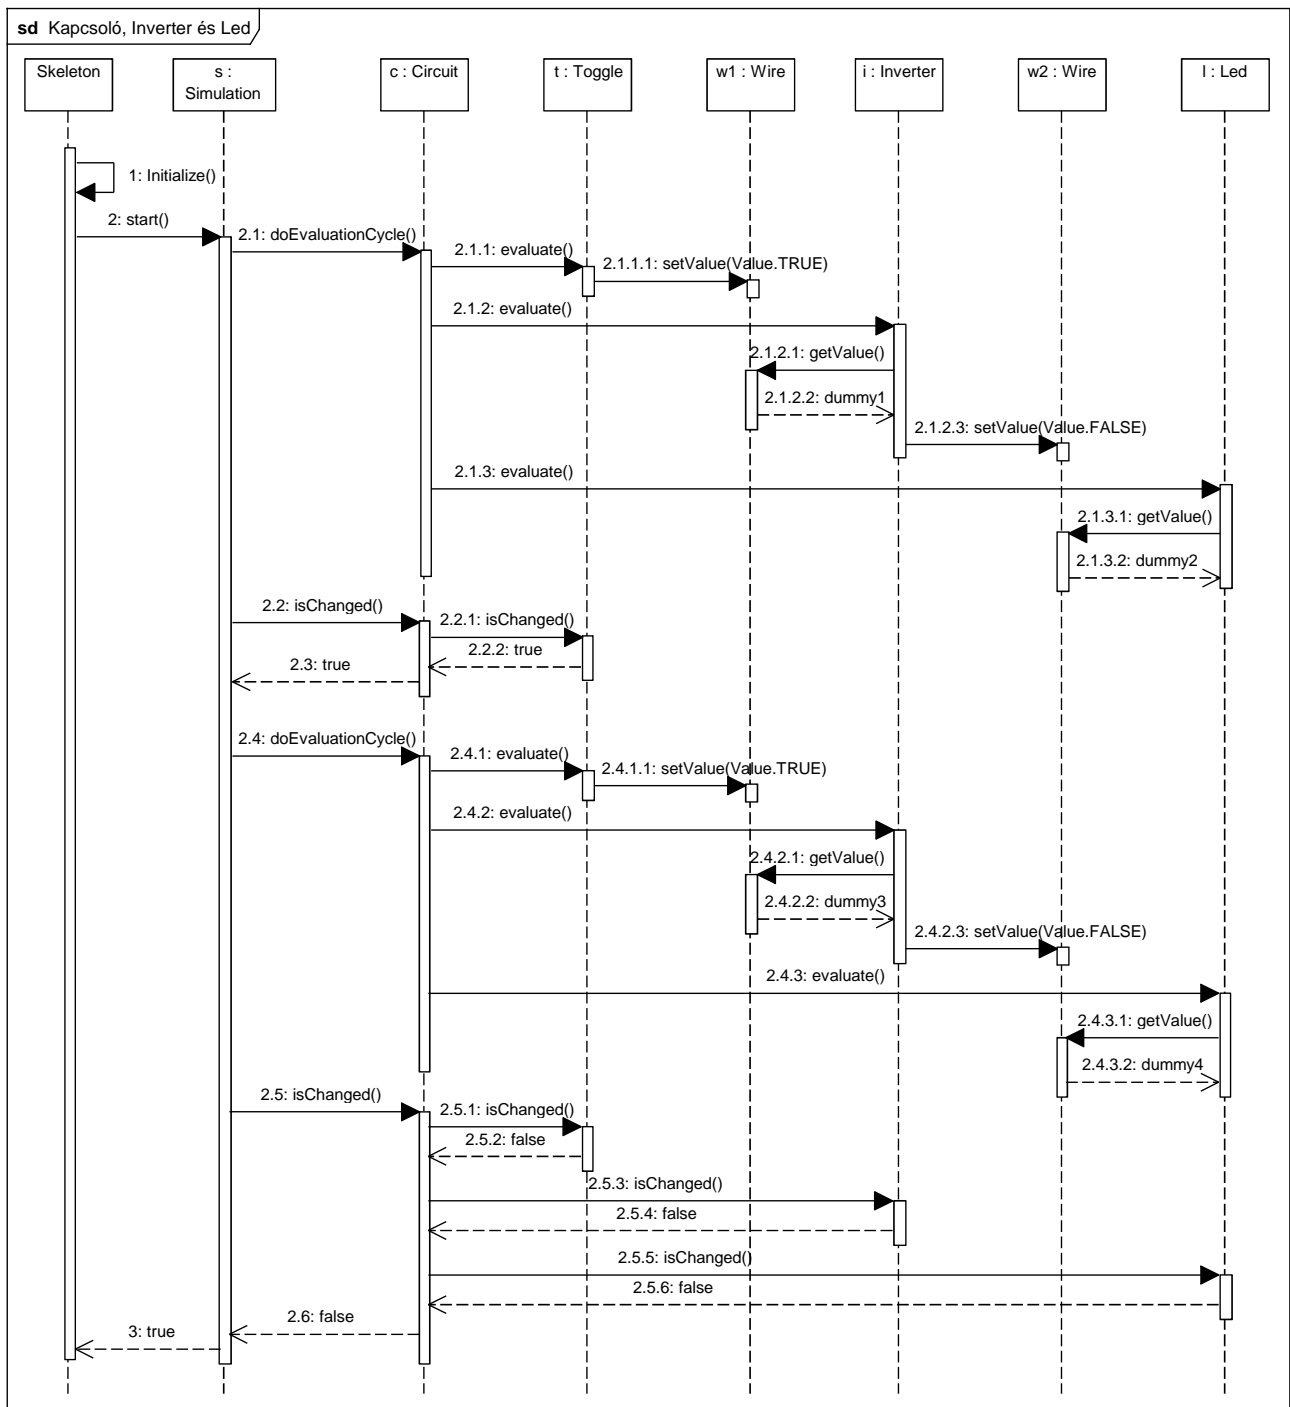 sd Kapcsoló, Inverter és Led
Skeleton
s :
Simulation
c : Circuit
t : Toggle
w1 : Wire
i : Inverter
w2 : Wire
l : Led
1: Initialize()
2: start()
2.1: doEvaluationCycle()
2.1.1: evaluate()
2.1.1.1: setValue(Value.TRUE)
2.1.2: evaluate()
2.1.2.1: getValue()
2.1.2.2: dummy1
2.1.2.3: setValue(Value.FALSE)
2.1.3: evaluate()
2.1.3.1: getValue()
2.1.3.2: dummy2
2.2: isChanged()
2.2.1: isChanged()
2.2.2: true
2.3: true
2.4: doEvaluationCycle()
2.4.1: evaluate()
2.4.1.1: setValue(Value.TRUE)
2.4.2: evaluate()
2.4.2.1: getValue()
2.4.2.2: dummy3
2.4.2.3: setValue(Value.FALSE)
2.4.3: evaluate()
2.4.3.1: getValue()
2.4.3.2: dummy4
2.5: isChanged()
2.5.1: isChanged()
2.5.2: false
2.5.3: isChanged()
2.5.4: false
2.5.5: isChanged()
2.5.6: false
2.6: false
3: true